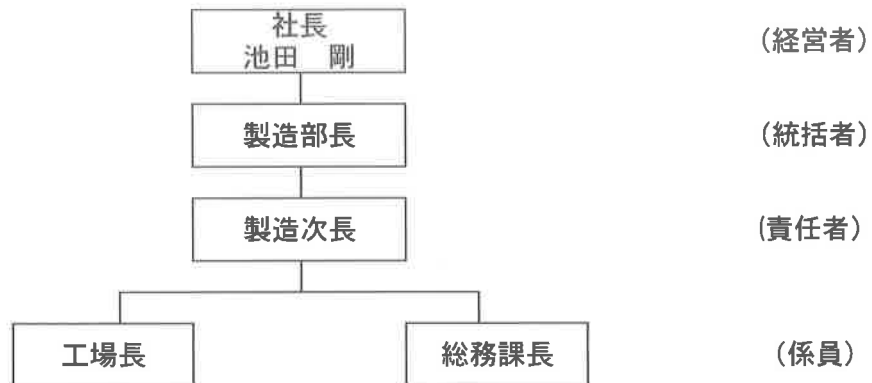 社長
池田　剛
（経営者）
製造部長
（統括者）
製造次長
（責任者）
工場長
総務課長
（係員）